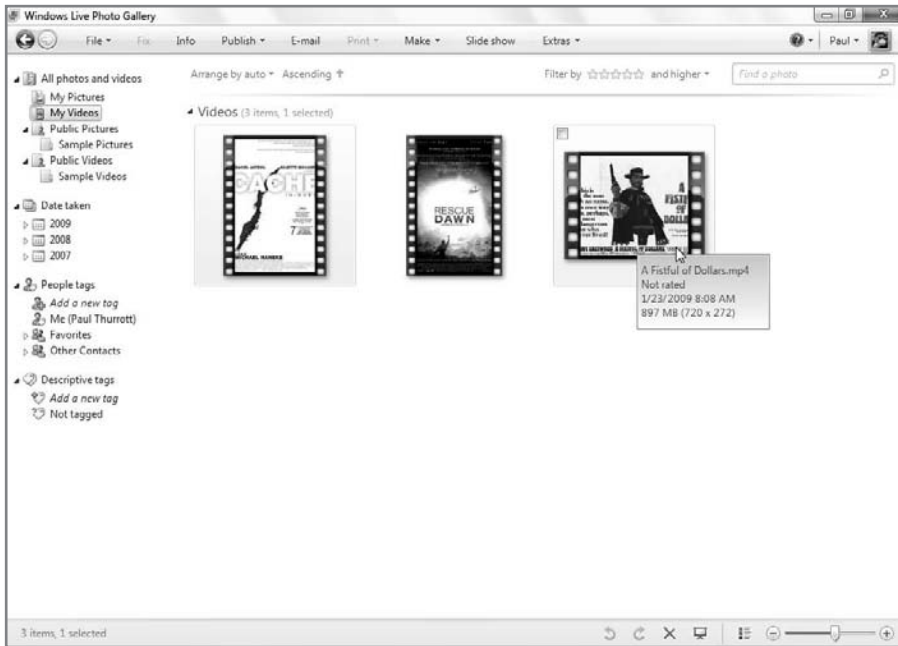 Windows Live Photo Gallery
File Fix Info Publish E-mail Print Make Slide show Extras Paul
All photos and videos
My Pictures
My Videos
Public Pictures
Sample Pictures
Public Videos
Sample Videos
Date taken
2009
2008
2007
People tags
Add a new tag
Me (Paul Thurrott)
Favorites
Other Contacts
Descriptive tags
Add a new tag
Not tagged
Arrange by auto Ascending
Filter by and higher
Find a photo
Videos (3 items, 1 selected)
CACHÉ
MICHAEL HANEKE
RESCUE
DAWN
A
FISTFUL
OF
A Fistful of Dollars.mp4
Not rated
1/23/2009 8:08 AM
897 MB (720 x 272)
3 items, 1 selected